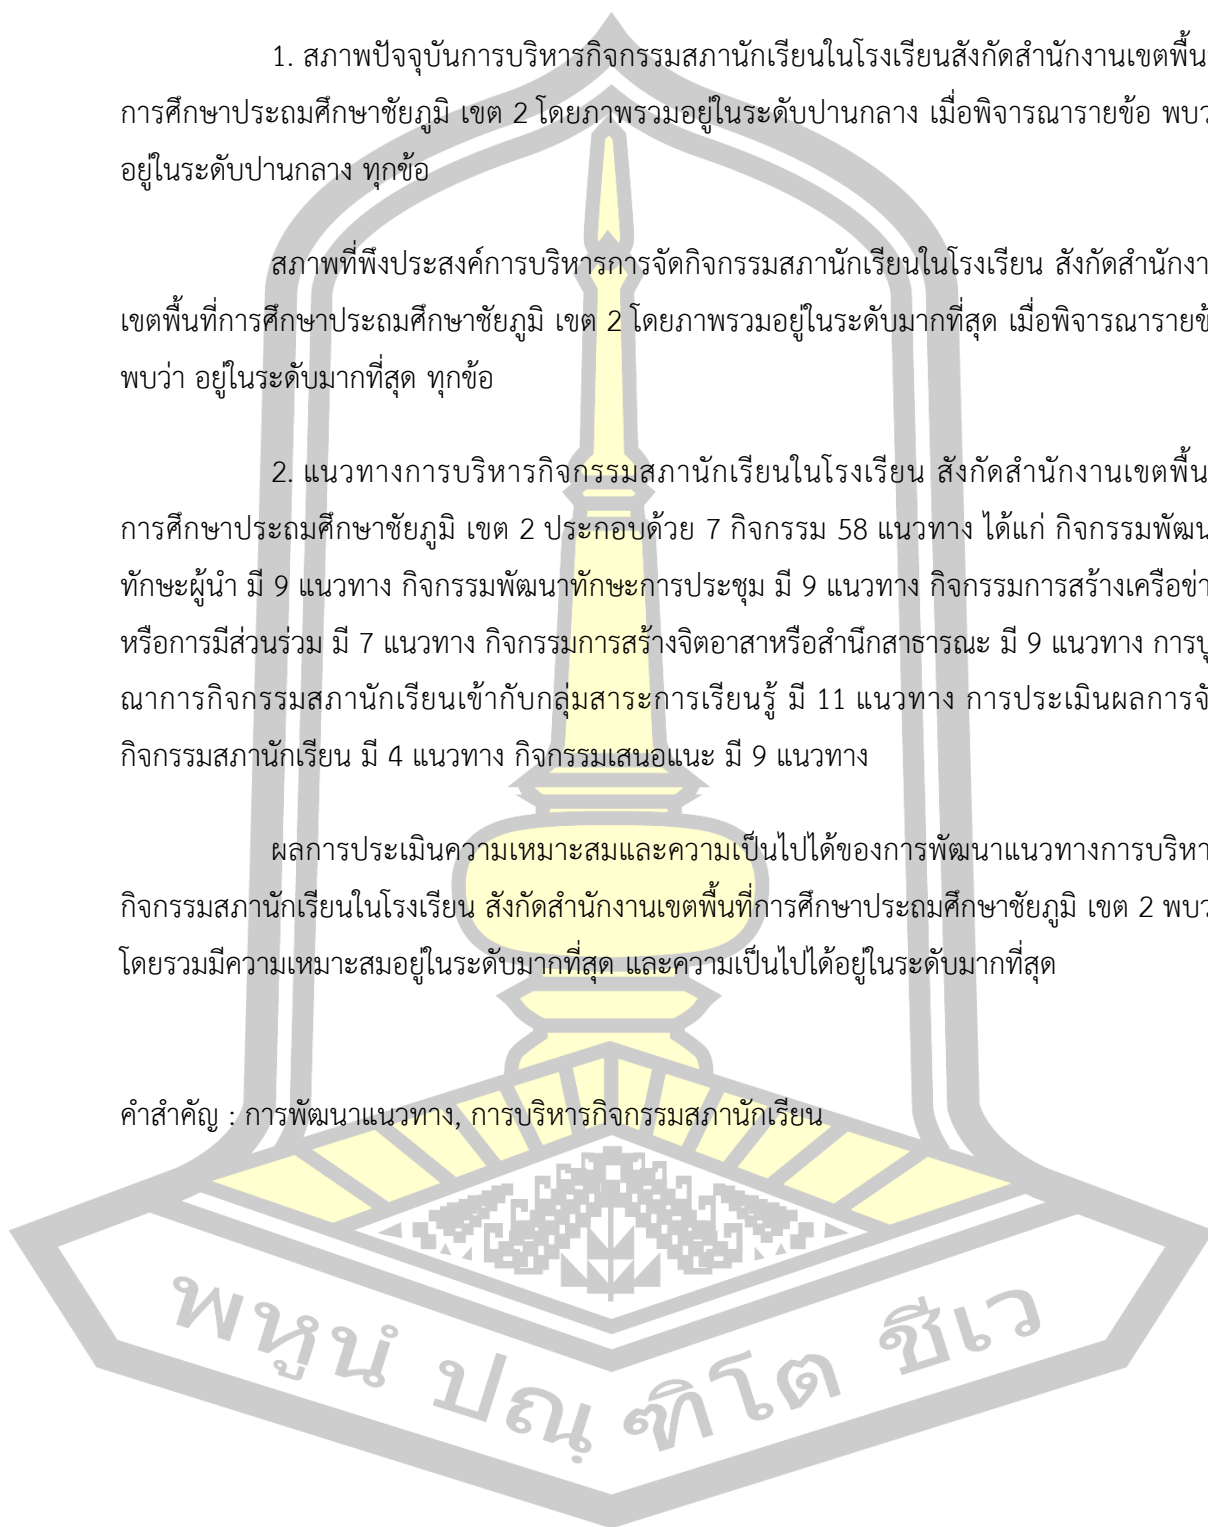 1. สภาพปัจจุบันการบริหารกิจกรรมสภานักเรียนในโรงเรียนสังกัดสำนักงานเขตพื้น
การศึกษาประถมศึกษาชัยภูมิ เขต 2 โดยภาพรวมอยู่ในระดับปานกลาง เมื่อพิจารณารายข้อ พบว
อยู่ในระดับปานกลาง ทุกข้อ
สภาพที่พึงประสงค์การบริหารการจัดกิจกรรมสภานักเรียนในโรงเรียน สังกัดสำนักงา
เขตพื้นที่การศึกษาประถมศึกษาชัยภูมิ เขต 2 โดยภาพรวมอยู่ในระดับมากที่สุด เมื่อพิจารณารายข้
พบว่า อยู่ในระดับมากที่สุด ทุกข้อ
2. แนวทางการบริหารกิจกรรมสภานักเรียนในโรงเรียน สังกัดสำนักงานเขตพื้น
การศึกษาประถมศึกษาชัยภูมิ เขต 2 ประกอบด้วย 7 กิจกรรม 58 แนวทาง ได้แก่ กิจกรรมพัฒน
ทักษะผู้นำ มี 9 แนวทาง กิจกรรมพัฒนาทักษะการประชุม มี 9 แนวทาง กิจกรรมการสร้างเครือข่า
หรือการมีส่วนร่วม มี 7 แนวทาง กิจกรรมการสร้างจิตอาสาหรือสำนึกสาธารณะ มี 9 แนวทาง การบู
ณาการกิจกรรมสภานักเรียนเข้ากับกลุ่มสาระการเรียนรู้ มี 11 แนวทาง การประเมินผลการจั
กิจกรรมสภานักเรียน มี 4 แนวทาง กิจกรรมเสนอแนะ มี 9 แนวทาง
ผลการประเมินความเหมาะสมและความเป็นไปได้ของการพัฒนาแนวทางการบริหา
กิจกรรมสภานักเรียนในโรงเรียน สังกัดสำนักงานเขตพื้นที่การศึกษาประถมศึกษาชัยภูมิ เขต 2 พบว
โดยรวมมีความเหมาะสมอยู่ในระดับมากที่สุด และความเป็นไปได้อยู่ในระดับมากที่สุด
คำสำคัญ : การพัฒนาแนวทาง, การบริหารกิจกรรมสภานักเรียน
พหูนํ ปณฺฑิโต ชีเว